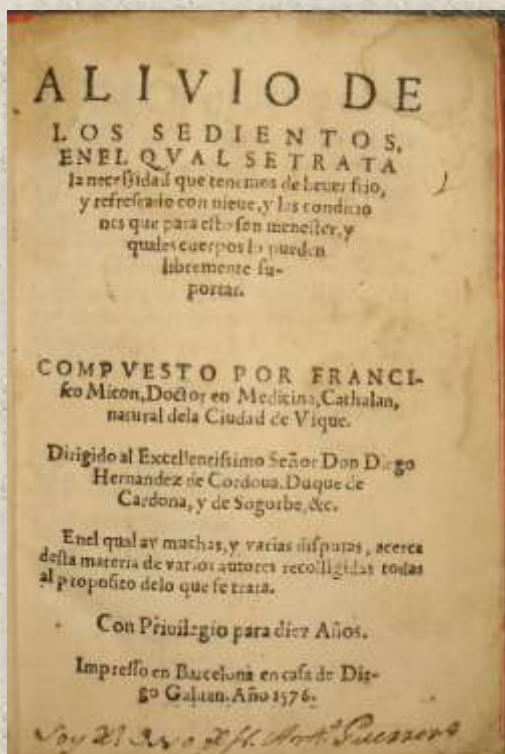 ALIVIO DE
LOS SEDIENTOS,
EN EL QVAL SE TRATA
la necessidad que tenemos de beuer frio,
y refrescado con nieue, y las condicio
nes que para esto son menester, y
quales cuerpos lo pueden
libremente su-
portar.
COMPVESTO POR FRANCI-
sco Micon, Doctor en Medicina, Cathalan,
natural dela Ciudad de Vique.
Dirigido al Excellentissimo Señor Don Diego
Hernandez de Cordoua. Duque de
Cardona, y de Sogorbe, &c.
Enel qual ay muchas, y varias disputas, acerca
desta materia de varios autores recolligidas todas
al proposito delo que se trata.
Con Priuilegio para diez Años.
Impresso en Barcelona en casa de Die-
go Galuan. Año 1576.
Soy